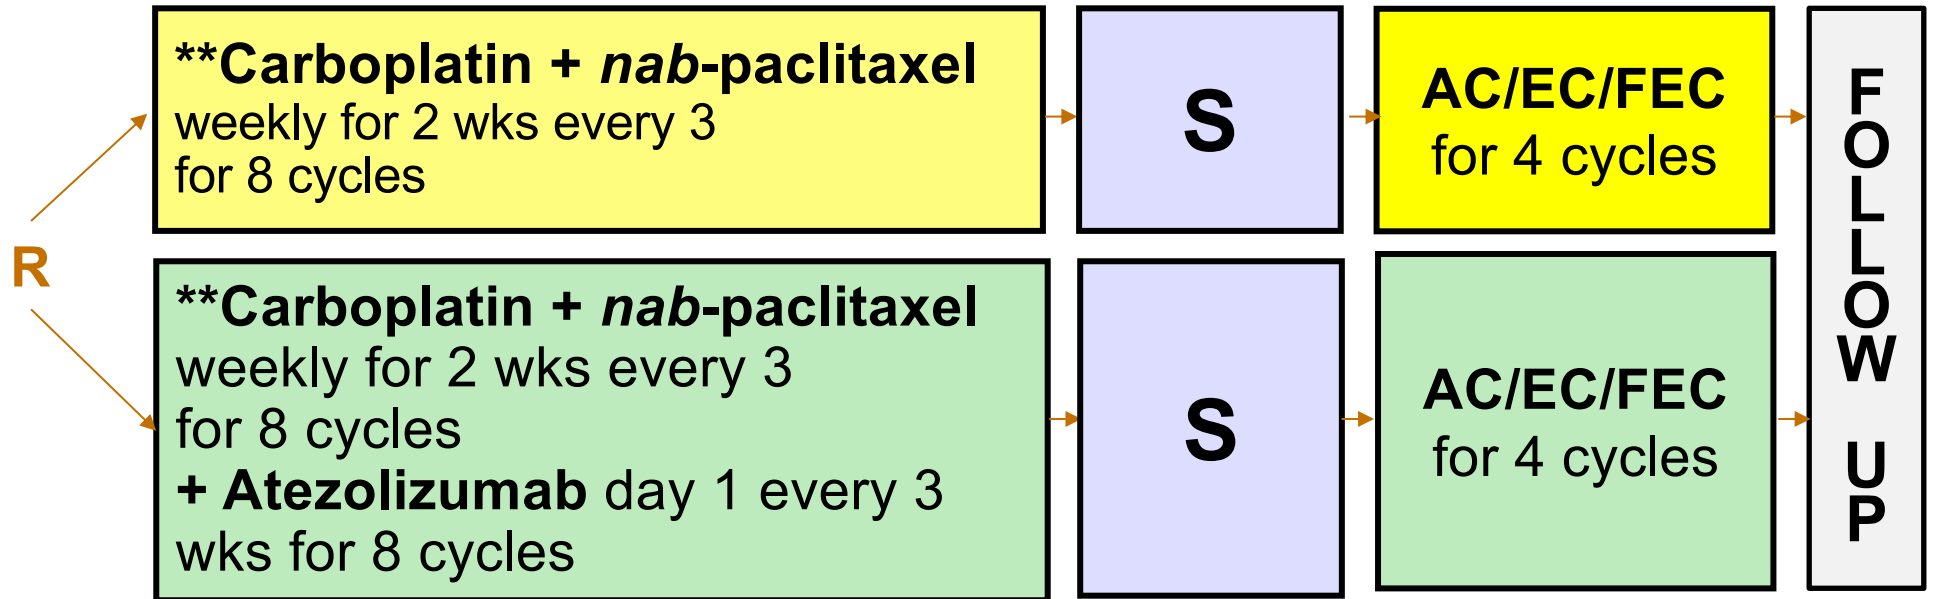 R
**Carboplatin + nab-paclitaxel
weekly for 2 wks every 3
for 8 cycles
S
AC/EC/FEC
for 4 cycles
**Carboplatin + nab-paclitaxel
weekly for 2 wks every 3
for 8 cycles
+ Atezolizumab day 1 every 3
wks for 8 cycles
S
AC/EC/FEC
for 4 cycles
FOLLOW UP